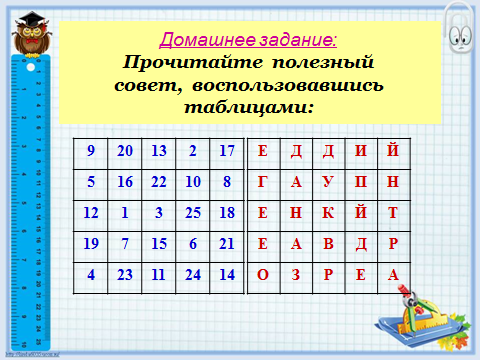 Домашнее задание:
Прочитайте полезный
совет, воспользовавшись
таблицами:
9 20 13 2 17 Е Д Д И Й
5 16 22 10 8 Г А У П Н
12 1 3 25 18 Е Н К Й Т
19 7 15 6 21 Е А В Д Р
4 23 11 24 14 О З Р Е А